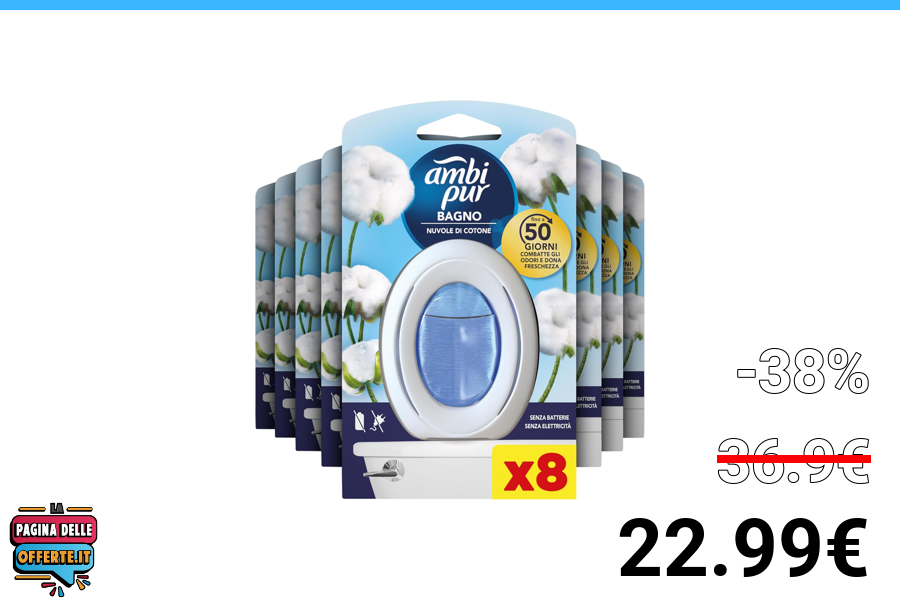 ambi
pur
BAGNO
NUVOLE DI COTONE
fino a
50
GIORNI
COMBATTE GLI
ODORI E DONA
FRESCHEZZA
SENZA BATTERIE
SENZA ELETTRICITÀ
x8
-38%
36.9€
22.99€
LA
PAGINA DELLE
OFFERTE.IT